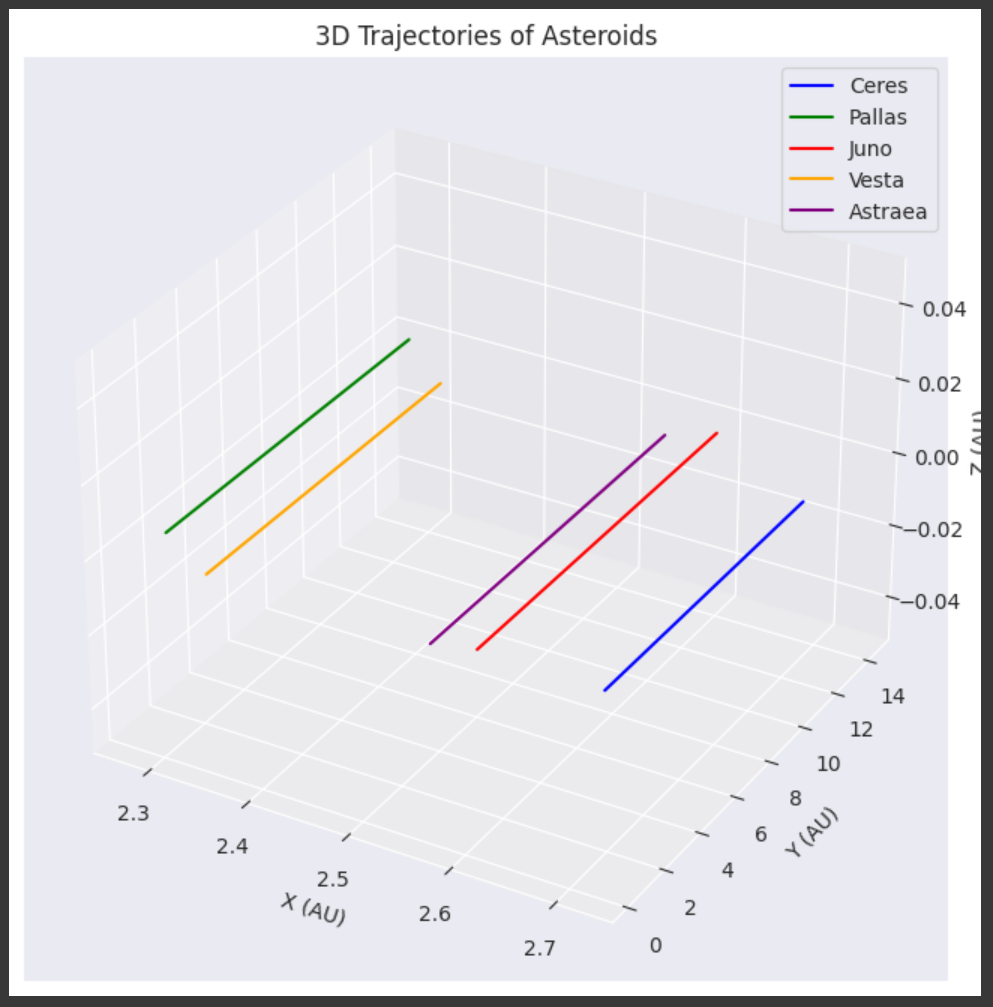 3D Trajectories of Asteroids
Ceres
Pallas
Juno
Vesta
Astraea
0.04
0.02
0.00
−0.02
−0.04
14
12
10
8
6
4
2
0
Y (AU)
2.3
2.4
2.5
2.6
2.7
X (AU)